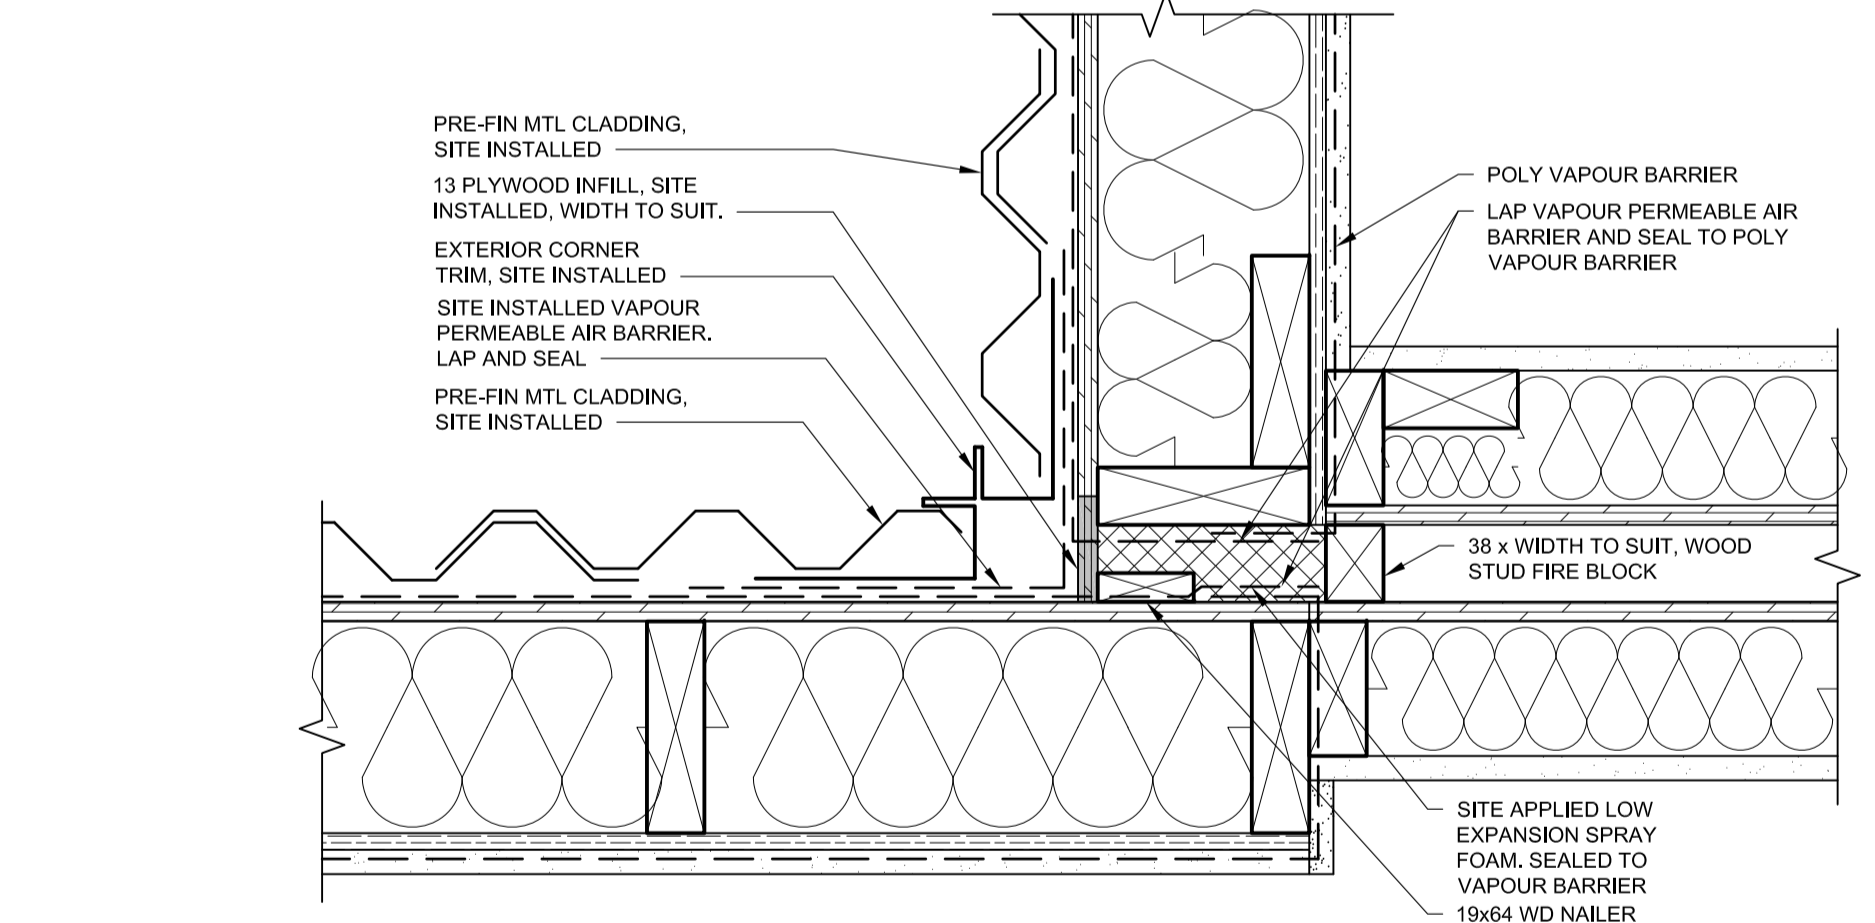 PRE-FIN MTL CLADDING,
SITE INSTALLED
13 PLYWOOD INFILL, SITE
INSTALLED, WIDTH TO SUIT.
EXTERIOR CORNER
TRIM, SITE INSTALLED
SITE INSTALLED VAPOUR
PERMEABLE AIR BARRIER.
LAP AND SEAL
PRE-FIN MTL CLADDING,
SITE INSTALLED
POLY VAPOUR BARRIER
LAP VAPOUR PERMEABLE AIR
BARRIER AND SEAL TO POLY
VAPOUR BARRIER
38 x WIDTH TO SUIT, WOOD
STUD FIRE BLOCK
SITE APPLIED LOW
EXPANSION SPRAY
FOAM. SEALED TO
VAPOUR BARRIER
19x64 WD NAILER